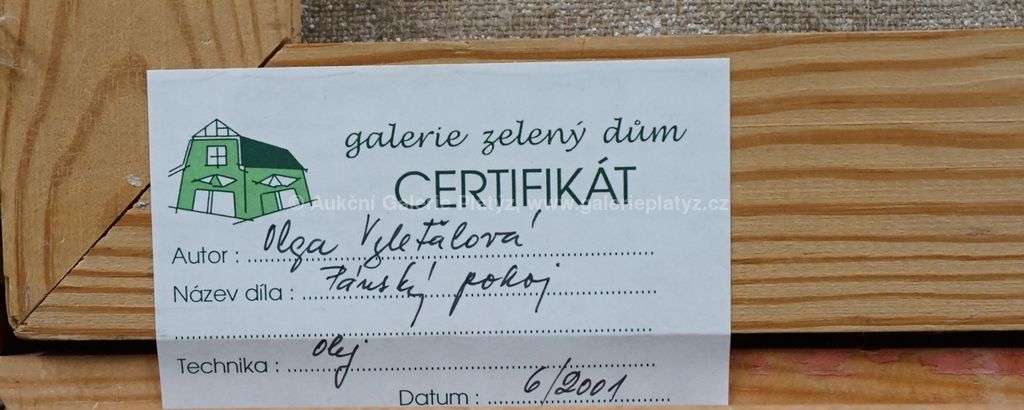 galerie zelený dům
CERTIFIKÁT
© Aukční Galerie Platýz, www.galerieplatyz.cz
Autor : Olga Vyleťalová
Název díla : Pánský pokoj
Technika : olej
Datum : 6/2001